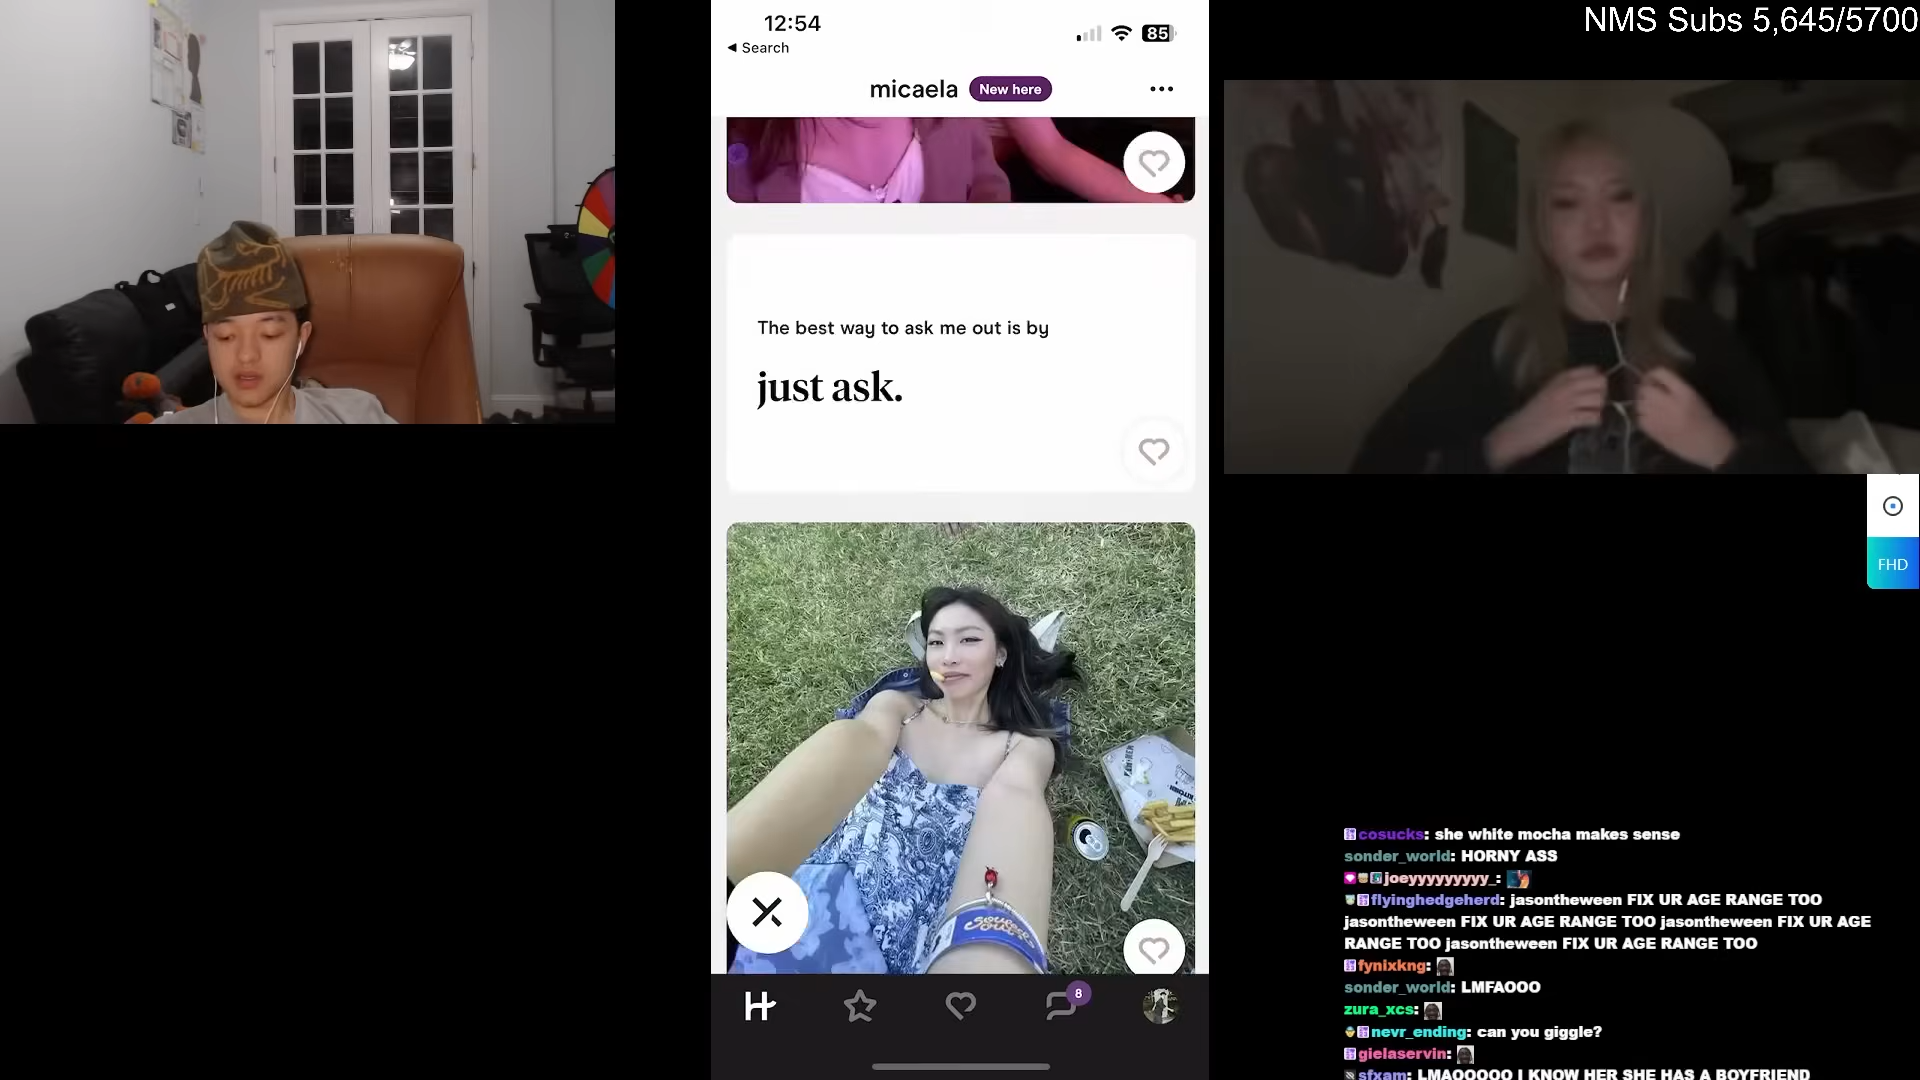 NMS Subs 5,645/5700
12:54
85
Search
micaela
New here
The best way to ask me out is by
just ask.
FHD
8
cosucks: she white mocha makes sense
sonder_world: HORNY ASS
joeyyyyyyyyy_:
flyinghedgeherd: jasontheween FIX UR AGE RANGE TOO
jasontheween FIX UR AGE RANGE TOO jasontheween FIX UR AGE
RANGE TOO jasontheween FIX UR AGE RANGE TOO
fynixkng:
sonder_world: LMFAOOO
zura_xcs:
nevr_ending: can you giggle?
gielaservin:
sfxam: LMAOOOOO I KNOW HER SHE HAS A BOYFRIEND